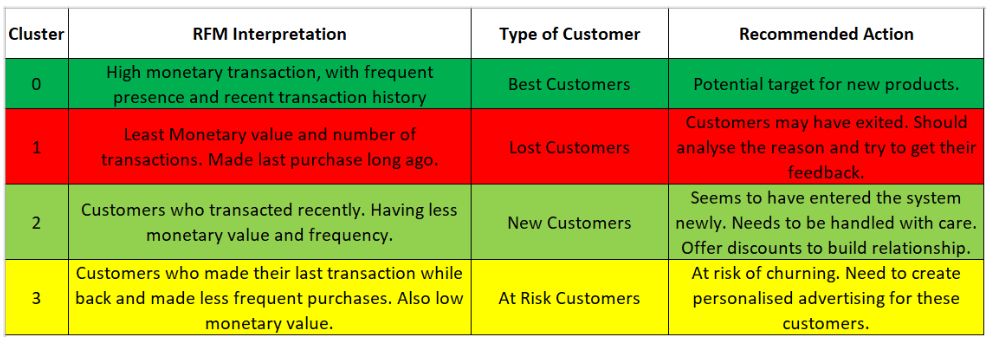 Cluster RFM Interpretation Type of Customer Recommended Action
0
High monetary transaction, with frequent
presence and recent transaction history
Best Customers
Potential target for new products.
1
Least Monetary value and number of
transactions. Made last purchase long ago.
Lost Customers
Customers may have exited. Should
analyse the reason and try to get their
feedback.
2
Customers who transacted recently. Having less
monetary value and frequency.
New Customers
Seems to have entered the system
newly. Needs to be handled with care.
Offer discounts to build relationship.
3
Customers who made their last transaction while
back and made less frequent purchases. Also low
monetary value.
At Risk Customers
At risk of churning. Need to create
personalised advertising for these
customers.